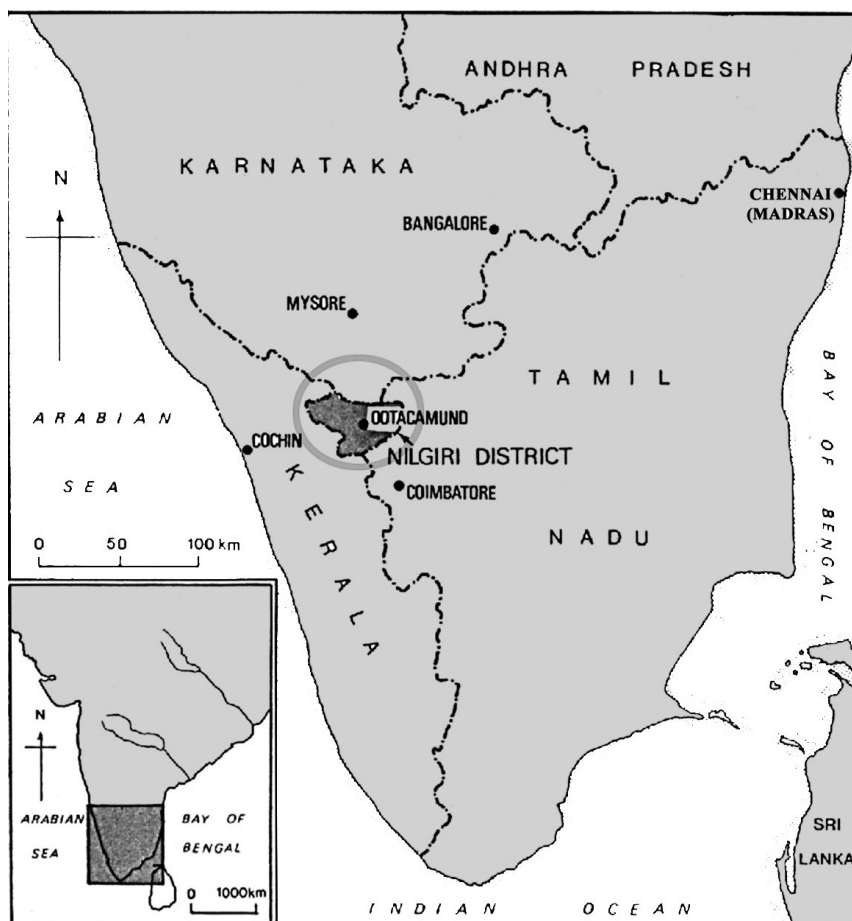 ANDHRA PRADESH
KARNATAKA
N
CHENNAI
(MADRAS)
BANGALORE
MYSORE
TAMIL
BAY OF BENGAL
ARABIAN
SEA
OOTACAMUND
COCHIN
NILGIRI DISTRICT
COIMBATORE
KERALA
NADU
0 50 100 km
N
ARABIAN
SEA
BAY OF
BENGAL
0 1000km
SRI
LANKA
INDIAN OCEAN